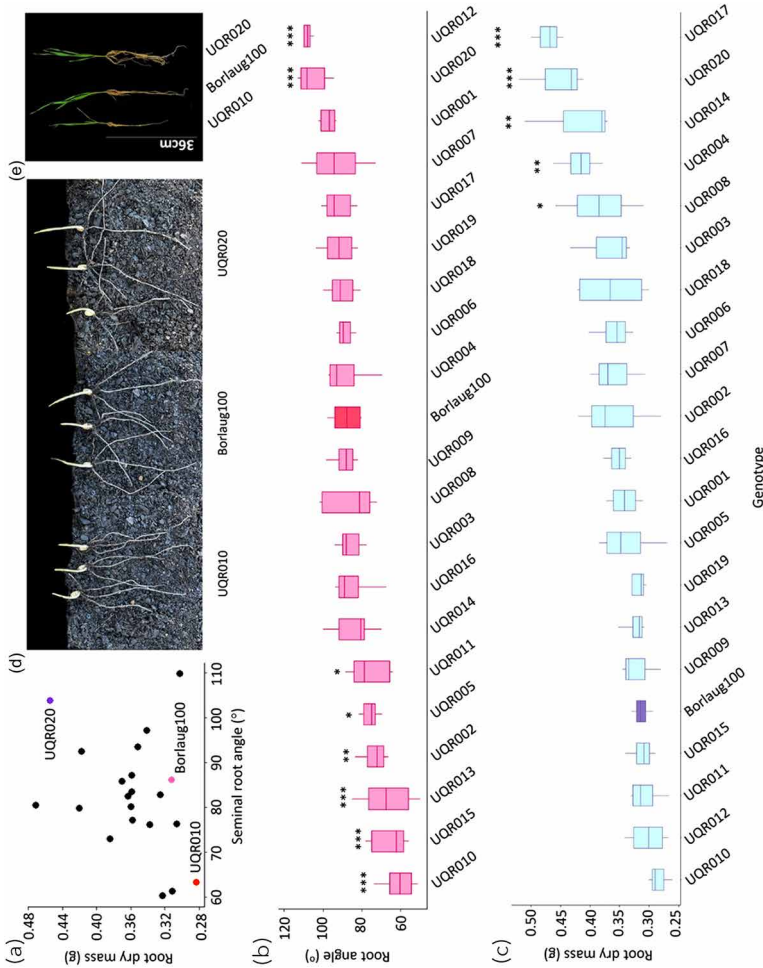 (a)
Root dry mass (g)
0.48
0.44
0.40
0.36
0.32
0.28
UQR020
Borlaug100
UQR010
60
70
80
90
100
110
Seminal root angle (°)
(d)
UQR010
Borlaug100
UQR020
(e)
36cm
UQR010
Borlaug100
UQR020
(b)
Root angle (°)
120
100
80
60
***
***
***
**
*
*
***
***
UQR010
UQR015
UQR013
UQR002
UQR005
UQR011
UQR014
UQR016
UQR003
UQR008
UQR009
Borlaug100
UQR004
UQR006
UQR018
UQR019
UQR017
UQR007
UQR001
UQR020
UQR012
(c)
Root dry mass (g)
0.50
0.45
0.40
0.35
0.30
0.25
*
**
**
***
***
UQR010
UQR012
UQR011
UQR015
Borlaug100
UQR009
UQR013
UQR019
UQR005
UQR001
UQR016
UQR002
UQR007
UQR006
UQR018
UQR003
UQR008
UQR004
UQR014
UQR020
UQR017
Genotype